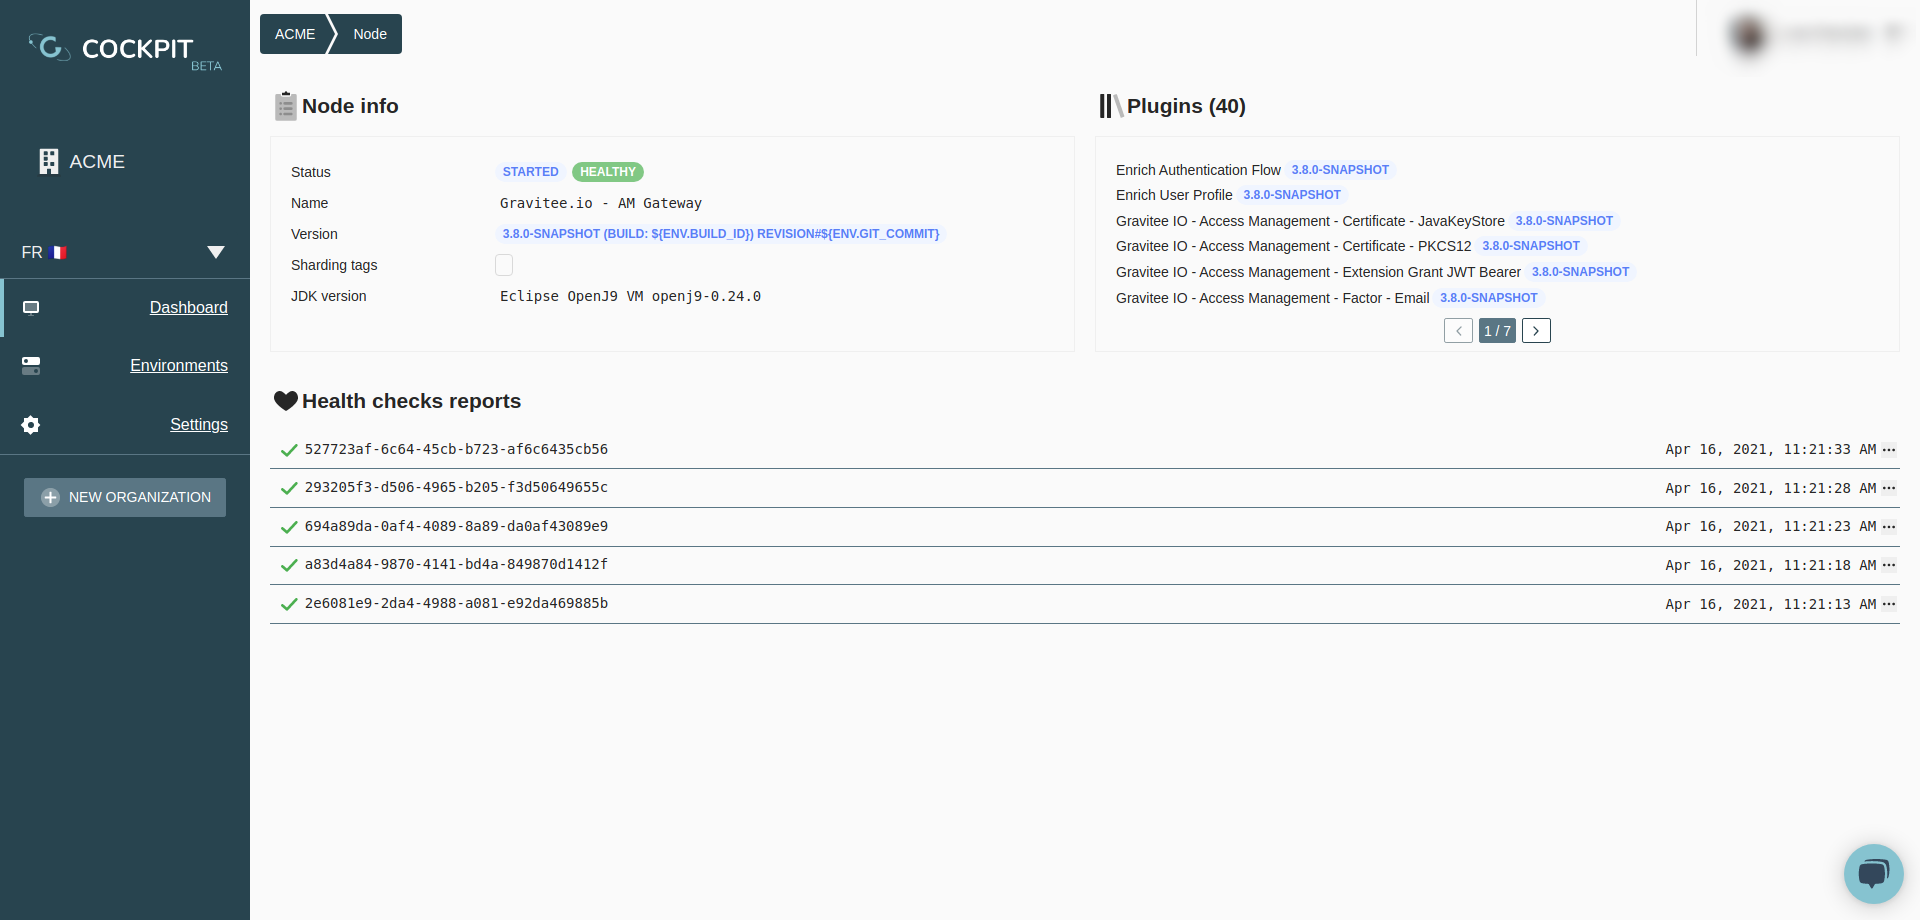 COCKPIT
BETA
ACME
FR
Dashboard
Environments
Settings
NEW ORGANIZATION
ACME
Node
Node info
Status STARTED HEALTHY
Name Gravitee.io - AM Gateway
Version 3.8.0-SNAPSHOT (BUILD: ${ENV.BUILD_ID}) REVISION#${ENV.GIT_COMMIT}
Sharding tags
JDK version Eclipse OpenJ9 VM openj9-0.24.0
Plugins (40)
Enrich Authentication Flow 3.8.0-SNAPSHOT
Enrich User Profile 3.8.0-SNAPSHOT
Gravitee IO - Access Management - Certificate - JavaKeyStore 3.8.0-SNAPSHOT
Gravitee IO - Access Management - Certificate - PKCS12 3.8.0-SNAPSHOT
Gravitee IO - Access Management - Extension Grant JWT Bearer 3.8.0-SNAPSHOT
Gravitee IO - Access Management - Factor - Email 3.8.0-SNAPSHOT
1 / 7
Health checks reports
527723af-6c64-45cb-b723-af6c6435cb56 Apr 16, 2021, 11:21:33 AM
293205f3-d506-4965-b205-f3d50649655c Apr 16, 2021, 11:21:28 AM
694a89da-0af4-4089-8a89-da0af43089e9 Apr 16, 2021, 11:21:23 AM
a83d4a84-9870-4141-bd4a-849870d1412f Apr 16, 2021, 11:21:18 AM
2e6081e9-2da4-4988-a081-e92da469885b Apr 16, 2021, 11:21:13 AM